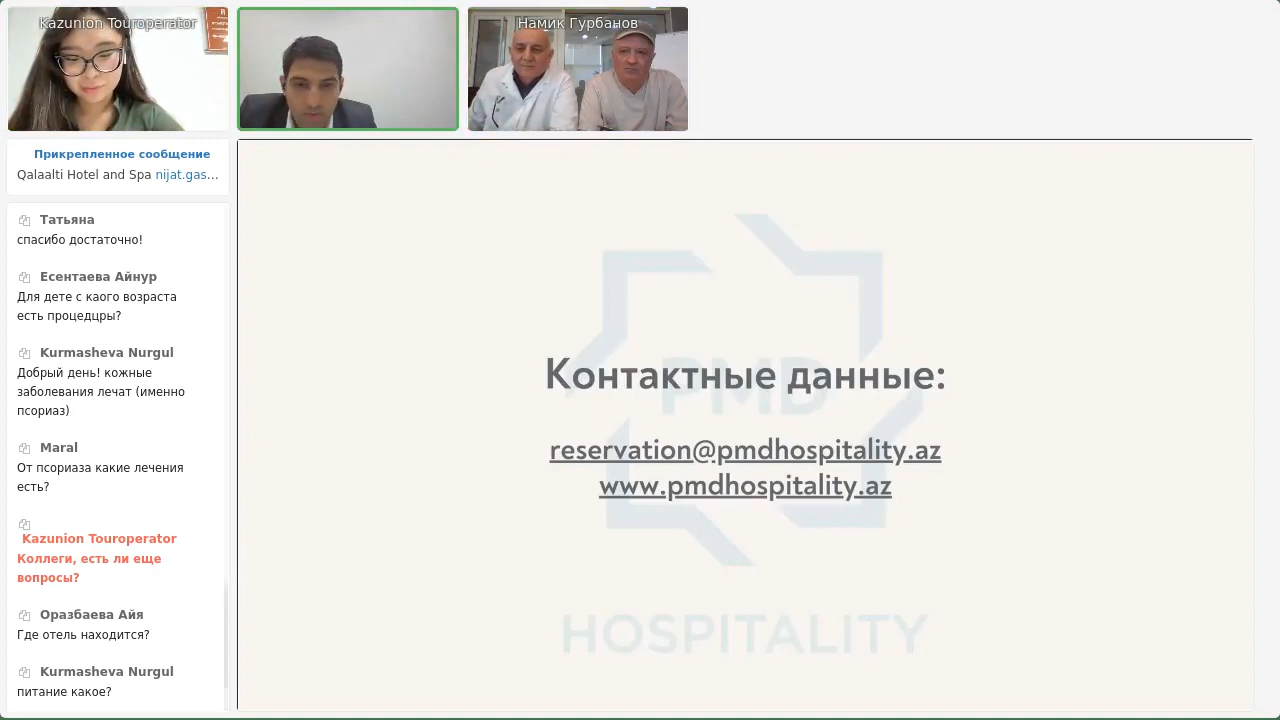 Kazunion Touroperator
Намик Гурбанов
Прикрепленное сообщение
Qalaalti Hotel and Spa nijat.gas...
Татьяна
спасибо достаточно!
Есентаева Айнур
Для дете с каого возраста
есть процедцры?
Kurmasheva Nurgul
Добрый день! кожные
заболевания лечат (именно
псориаз)
Maral
От псориаза какие лечения
есть?
Kazunion Touroperator
Коллеги, есть ли еще
вопросы?
Оразбаева Айя
Где отель находится?
Kurmasheva Nurgul
питание какое?
PMD
Контактные данные:
reservation@pmdhospitality.az
www.pmdhospitality.az
HOSPITALITY